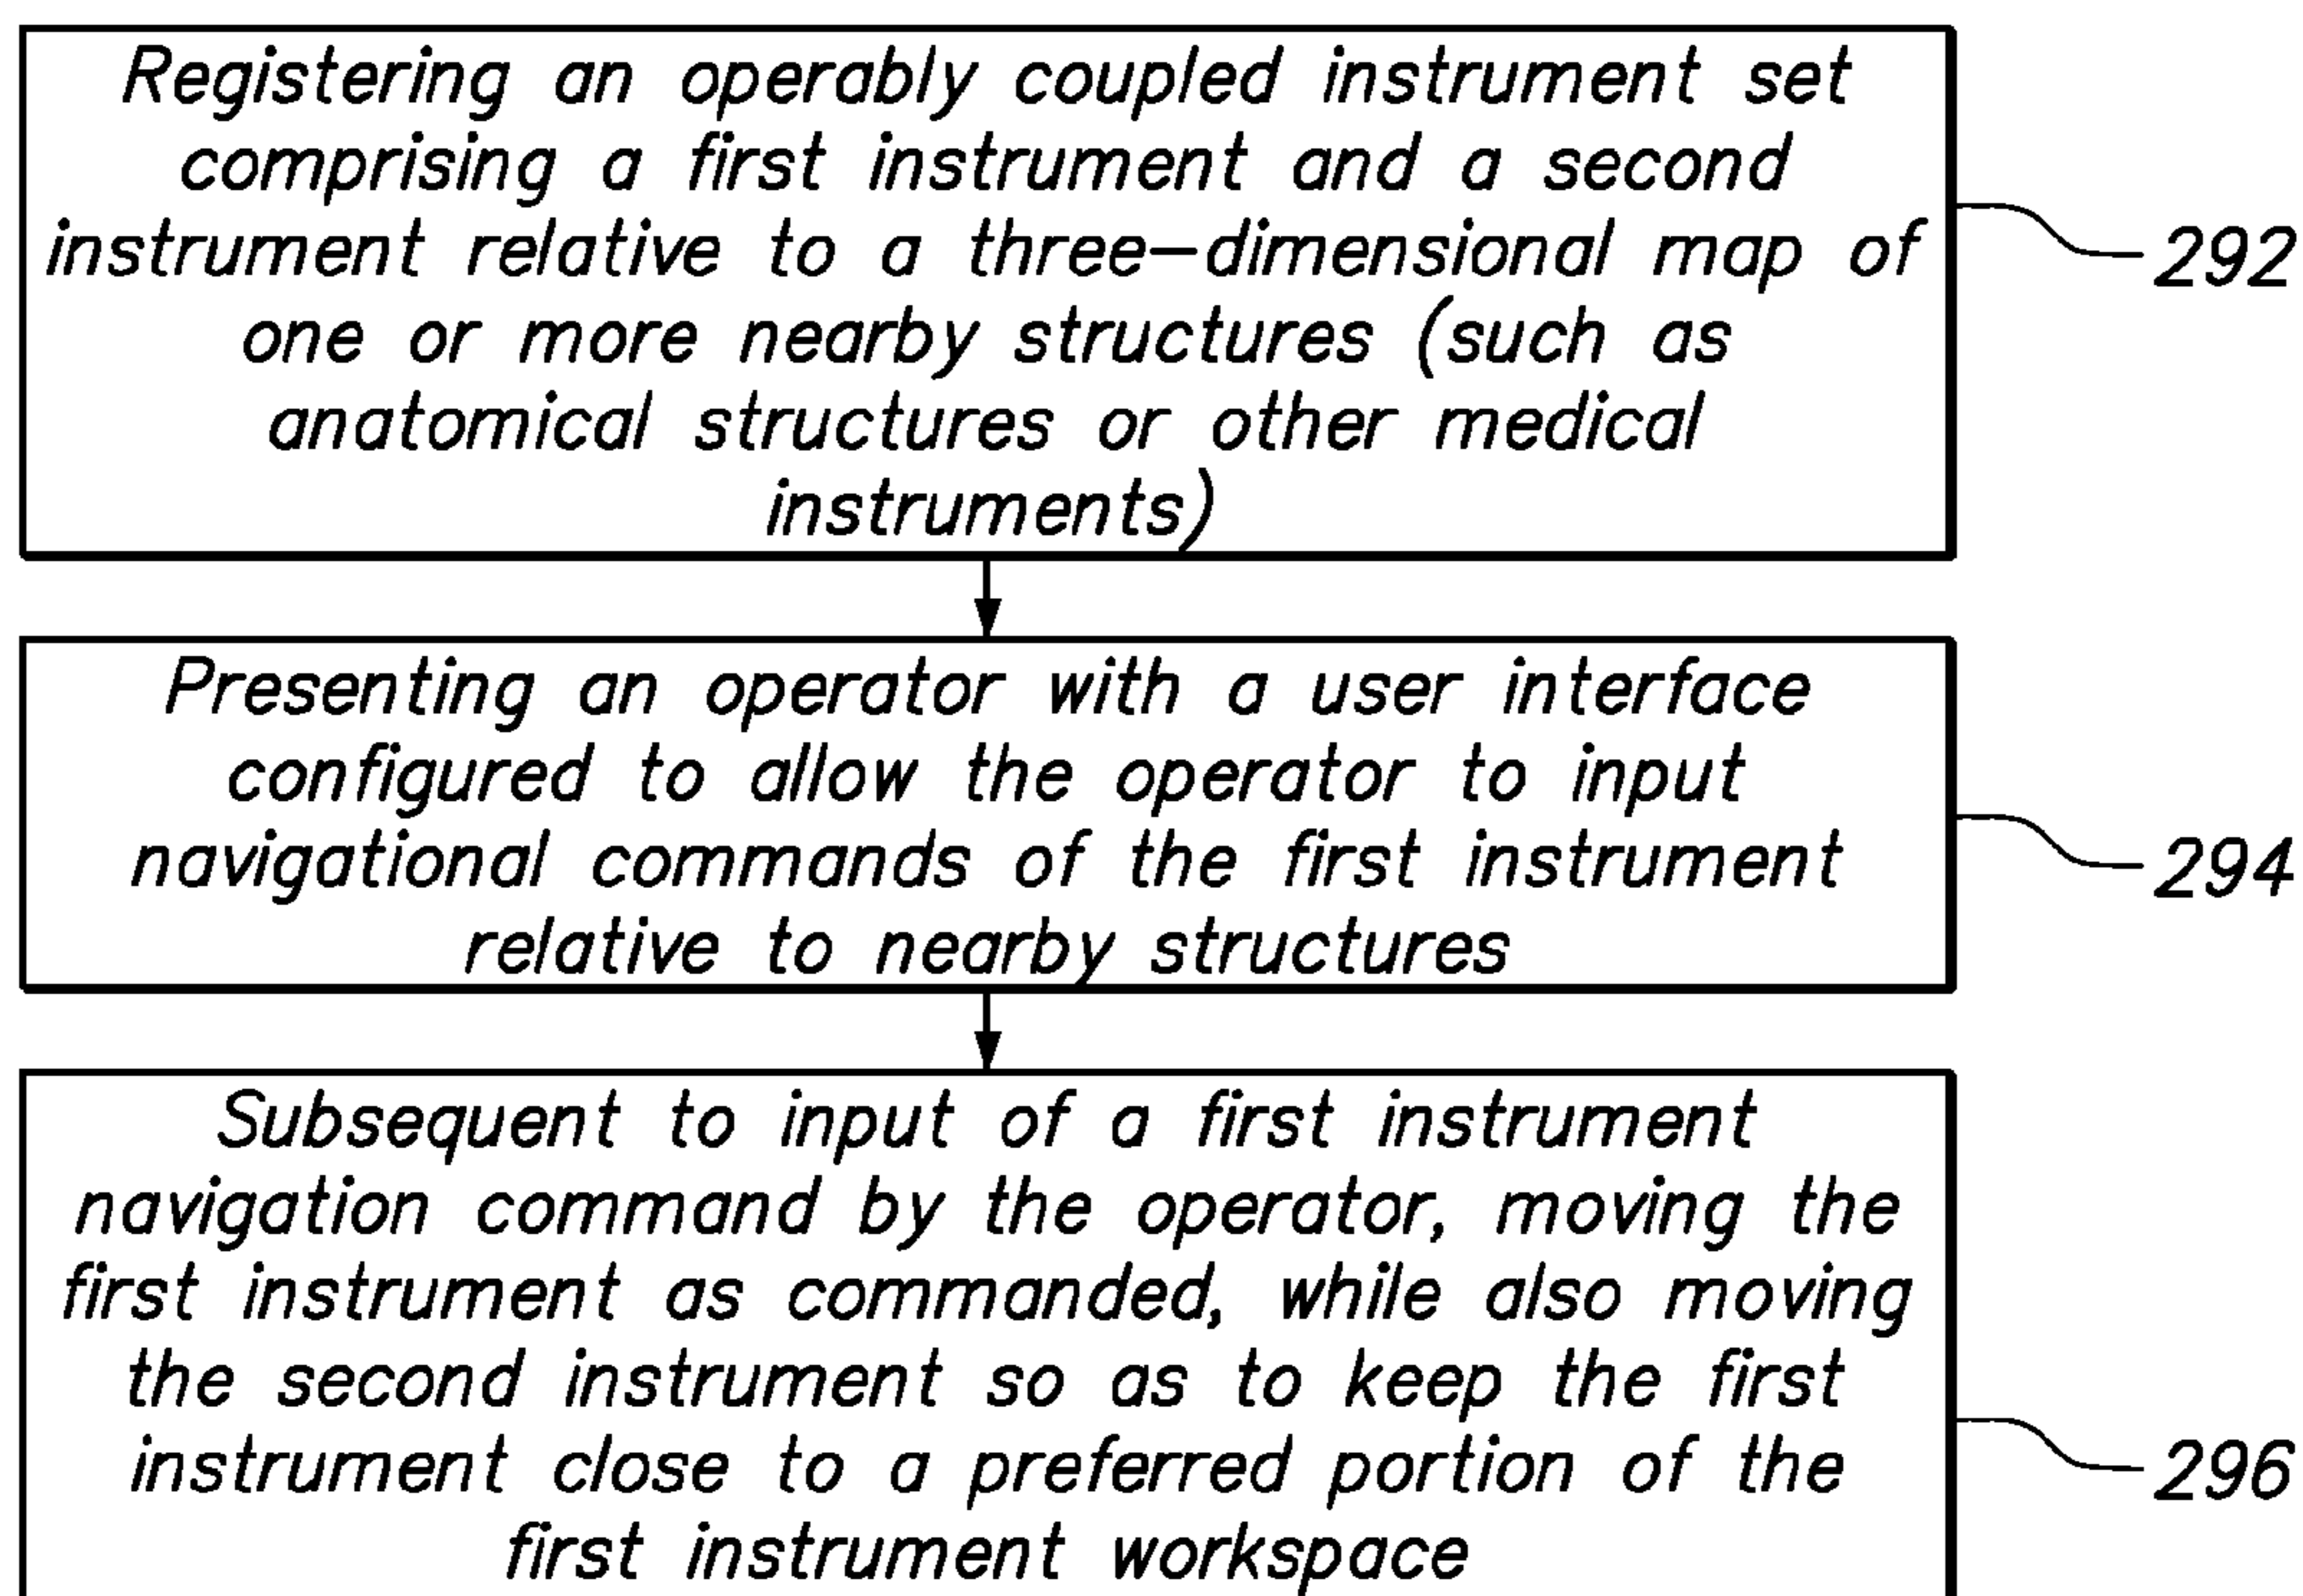 Registering an operably coupled instrument set
comprising a first instrument and a second
instrument relative to a three-dimensional map of
one or more nearby structures (such as
anatomical structures or other medical
instruments)
292
Presenting an operator with a user interface
configured to allow the operator to input
navigational commands of the first instrument
relative to nearby structures
294
Subsequent to input of a first instrument
navigation command by the operator, moving the
first instrument as commanded, while also moving
the second instrument so as to keep the first
instrument close to a preferred portion of the
first instrument workspace
296